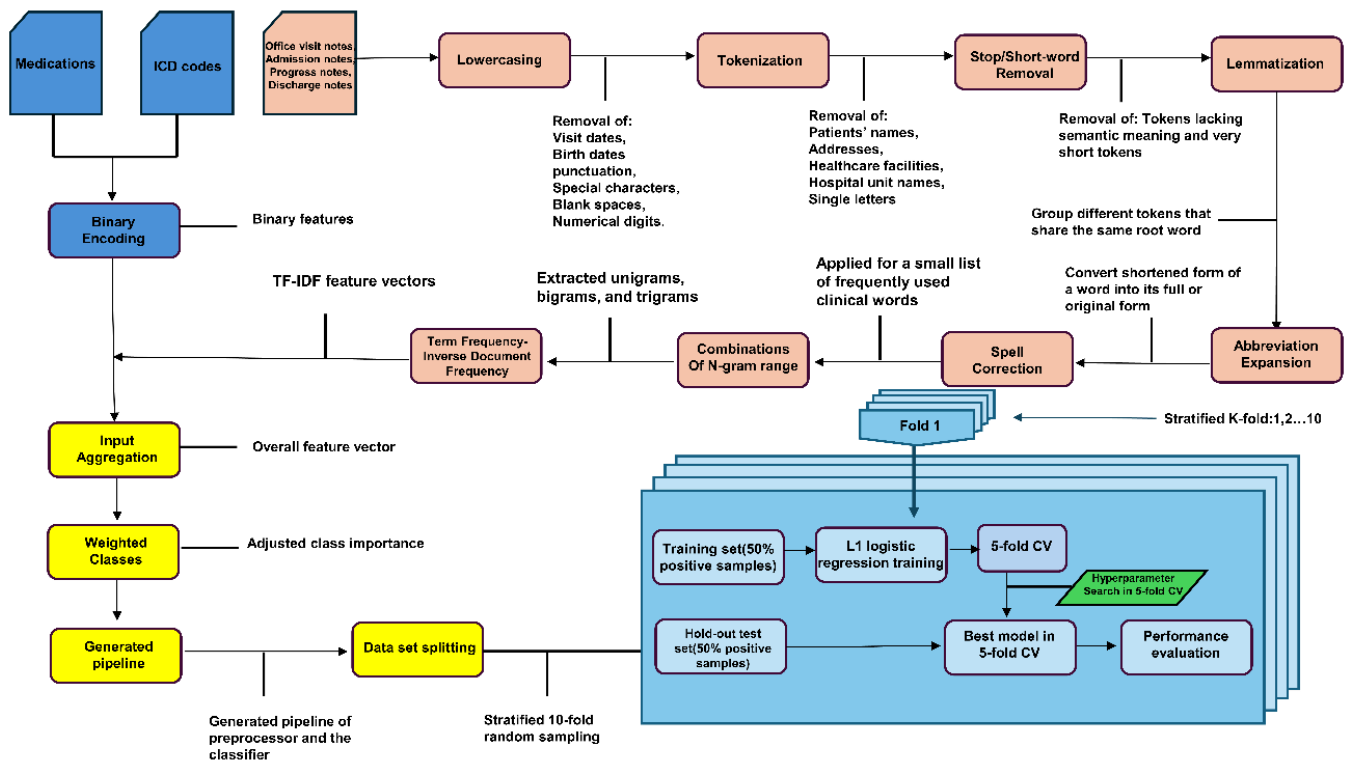 Medications
ICD codes
Office visit notes,
Admission notes,
Progress notes,
Discharge notes
Lowercasing
Tokenization
Stop/Short-word
Removal
Lemmatization
Removal of:
Visit dates,
Birth dates
punctuation,
Special characters,
Blank spaces,
Numerical digits.
Removal of:
Patients' names,
Addresses,
Healthcare facilities,
Hospital unit names,
Single letters
Removal of: Tokens lacking
semantic meaning and very
short tokens
Binary
Encoding
Binary features
Group different tokens that
share the same root word
TF-IDF feature vectors
Extracted unigrams,
bigrams, and trigrams
Applied for a small list
of frequently used
clinical words
Convert shortened form of
a word into its full or
original form
Term Frequency-
Inverse Document
Frequency
Combinations
Of N-gram range
Spell
Correction
Abbreviation
Expansion
Input
Aggregation
Overall feature vector
Fold 1
Stratified K-fold:1,2...10
Weighted
Classes
Adjusted class importance
Training set(50%
positive samples)
L1 logistic
regression training
5-fold CV
Hyperparameter
Search in 5-fold CV
Generated
pipeline
Data set splitting
Hold-out test
set(50% positive
samples)
Best model in
5-fold CV
Performance
evaluation
Generated pipeline of
preprocessor and the
classifier
Stratified 10-fold
random sampling